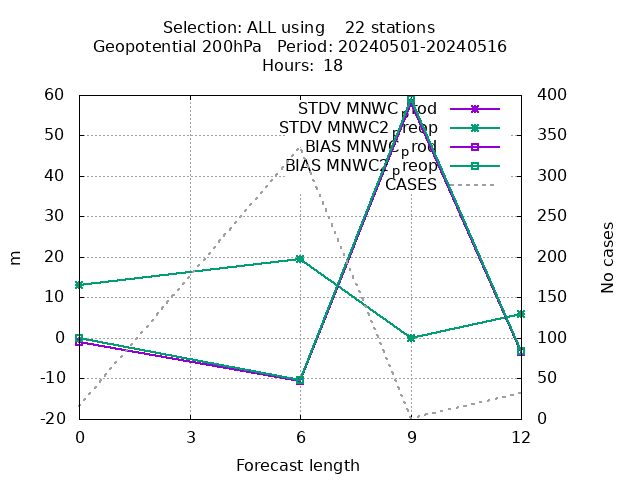 Selection: ALL using 22 stations
Geopotential 200hPa Period: 20240501-20240516
Hours: 18
STDV MNWC_prod
STDV MNWC2_preop
BIAS MNWC_prod
BIAS MNWC2_preop
CASES
60
50
40
30
20
10
0
-10
-20
m
400
350
300
250
200
150
100
50
0
No cases
0 3 6 9 12
Forecast length